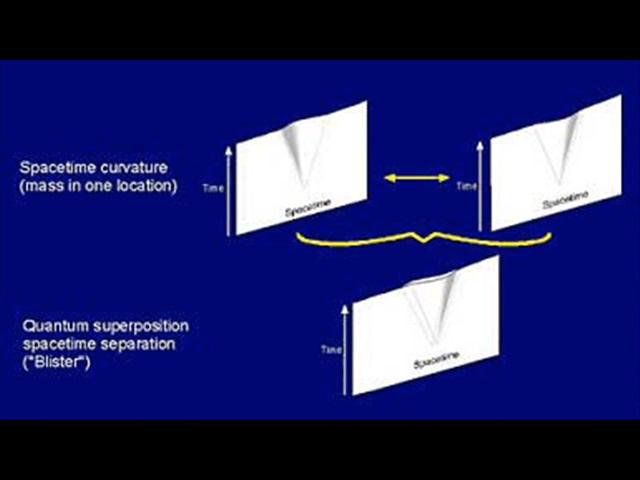 Spacetime curvature
(mass in one location)
Time
Spacetime
Time
Spacetime
Quantum superposition
spacetime separation
("Blister")
Time
Spacetime